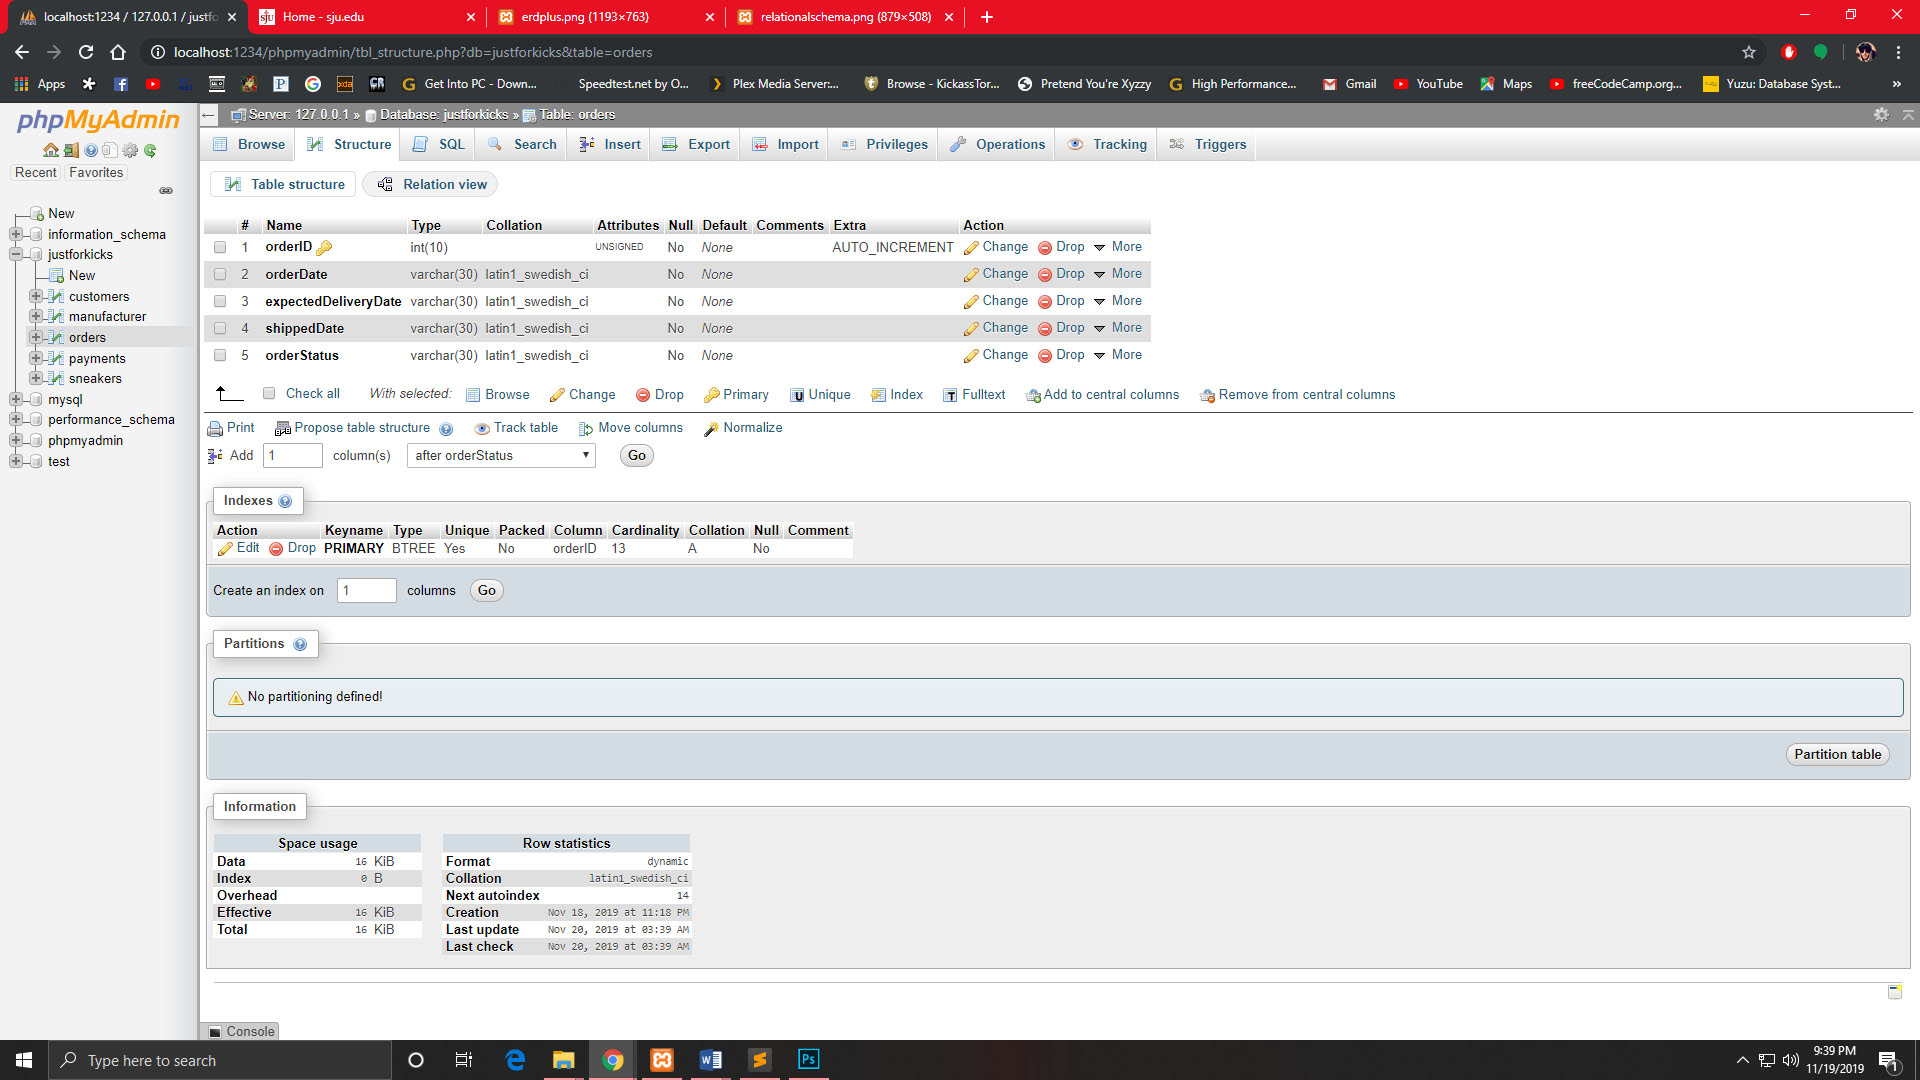 localhost:1234 / 127.0.0.1 / justfo
Home - sju.edu
erdplus.png (1193×763)
relationalschema.png (879×508)
localhost:1234/phpmyadmin/tbl_structure.php?db=justforkicks&table=orders
Apps
Get Into PC - Down...
Speedtest.net by O...
Plex Media Server:...
Browse - KickassTor...
Pretend You're Xyzzy
High Performance...
Gmail
YouTube
Maps
freeCodeCamp.org...
Yuzu: Database Syst...
»
phpMyAdmin
Recent Favorites
New
information_schema
justforkicks
New
customers
manufacturer
orders
payments
sneakers
mysql
performance_schema
phpmyadmin
test
Server: 127.0.0.1 » Database: justforkicks » Table: orders
Browse Structure SQL Search Insert Export Import Privileges Operations Tracking Triggers
Table structure Relation view
# Name Type Collation Attributes Null Default Comments Extra Action
1 orderID int(10) UNSIGNED No None AUTO_INCREMENT Change Drop More
2 orderDate varchar(30) latin1_swedish_ci No None Change Drop More
3 expectedDeliveryDate varchar(30) latin1_swedish_ci No None Change Drop More
4 shippedDate varchar(30) latin1_swedish_ci No None Change Drop More
5 orderStatus varchar(30) latin1_swedish_ci No None Change Drop More
Check all With selected: Browse Change Drop Primary Unique Index Fulltext Add to central columns Remove from central columns
Print Propose table structure Track table Move columns Normalize
Add 1 column(s) after orderStatus Go
Indexes
Action Keyname Type Unique Packed Column Cardinality Collation Null Comment
Edit Drop PRIMARY BTREE Yes No orderID 13 A No
Create an index on 1 columns Go
Partitions
No partitioning defined!
Partition table
Information
Space usage
Data 16 KiB
Index 0 B
Overhead
Effective 16 KiB
Total 16 KiB
Row statistics
Format dynamic
Collation latin1_swedish_ci
Next autoindex 14
Creation Nov 18, 2019 at 11:18 PM
Last update Nov 20, 2019 at 03:39 AM
Last check Nov 20, 2019 at 03:39 AM
Console
Type here to search
Ps
9:39 PM
11/19/2019
1